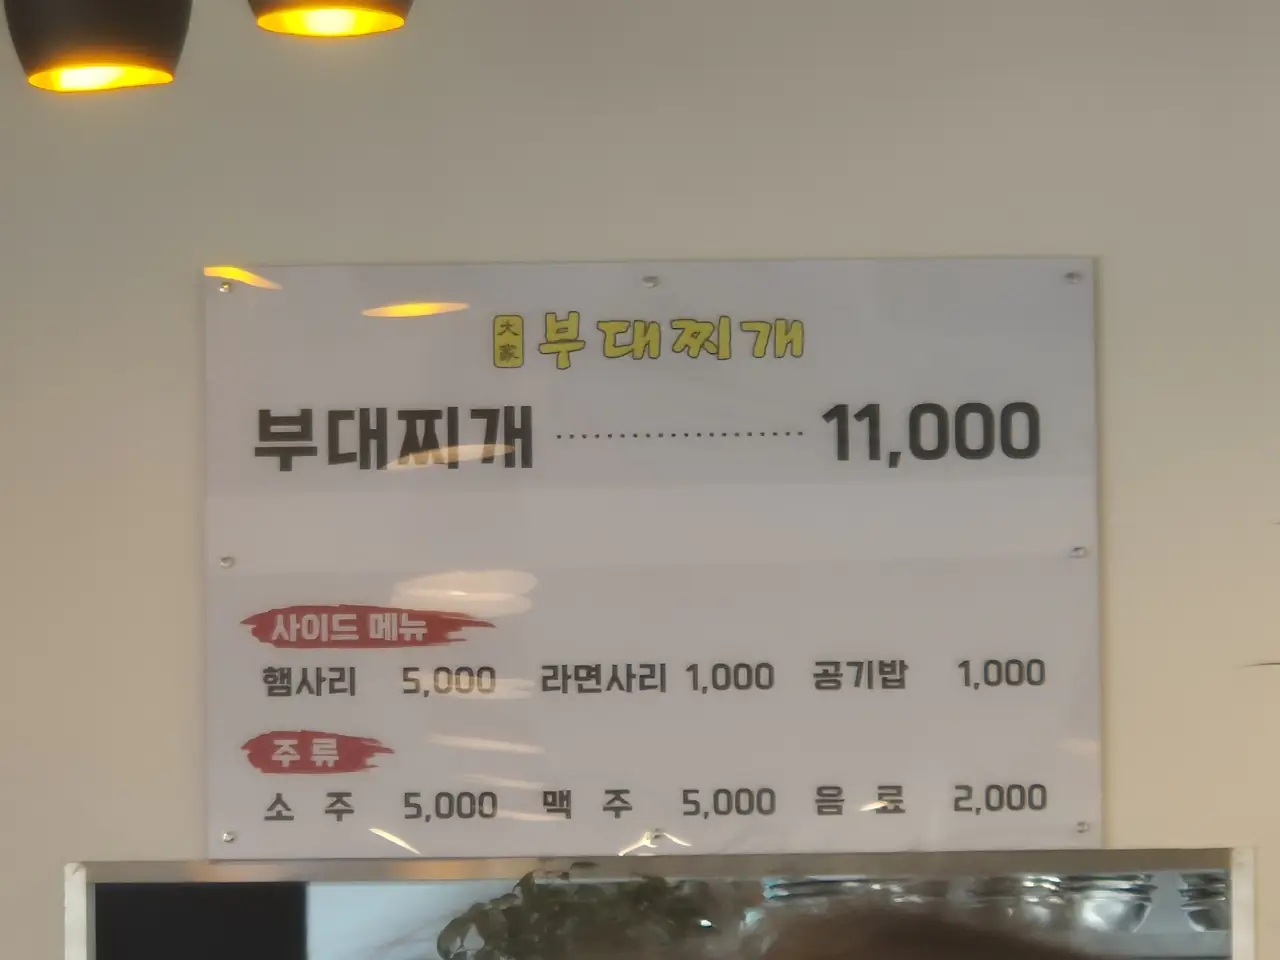 大家 부대찌개
부대찌개 ................... 11,000
사이드 메뉴
햄사리 5,000 라면사리 1,000 공기밥 1,000
주류
소 주 5,000 맥 주 5,000 음 료 2,000